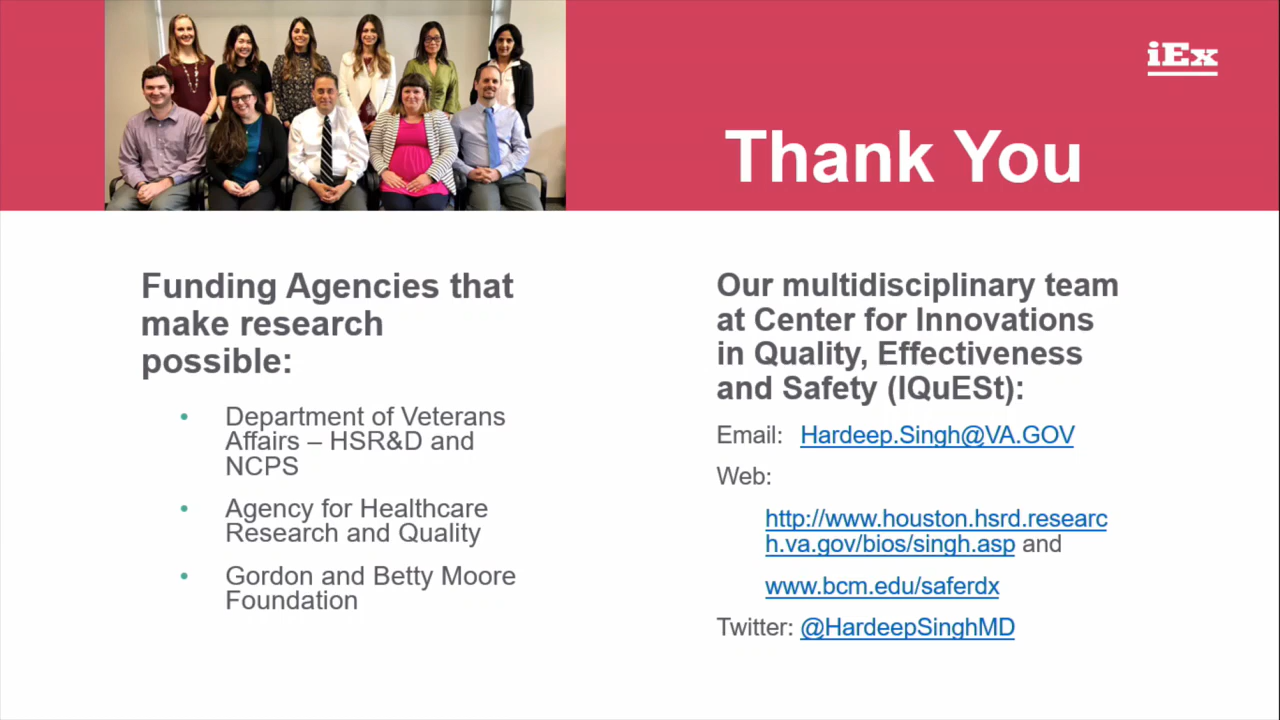 iEx
Thank You
Funding Agencies that
make research
possible:
• Department of Veterans
Affairs – HSR&D and
NCPS
• Agency for Healthcare
Research and Quality
• Gordon and Betty Moore
Foundation
Our multidisciplinary team
at Center for Innovations
in Quality, Effectiveness
and Safety (IQuESt):
Email: Hardeep.Singh@VA.GOV
Web:
http://www.houston.hsrd.researc
h.va.gov/bios/singh.asp and
www.bcm.edu/saferdx
Twitter: @HardeepSinghMD